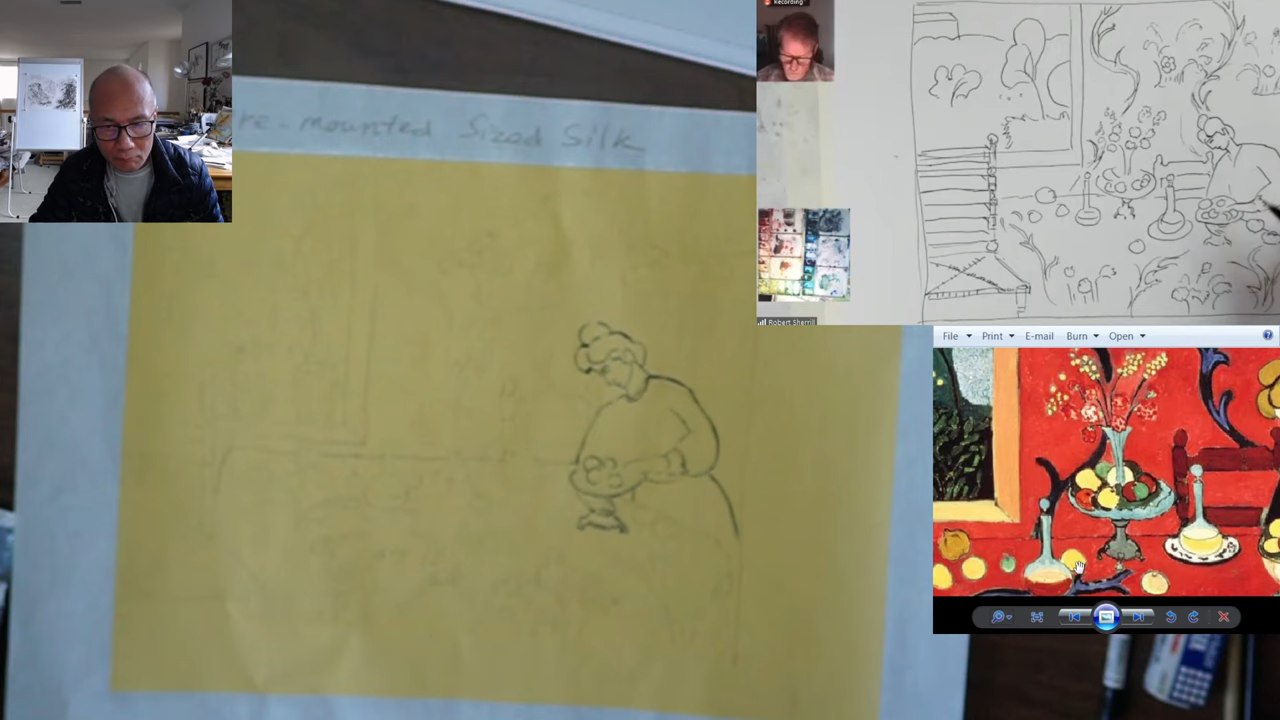 re-mounted Sized Silk
Recording
Robert Sherrill
File Print E-mail Burn Open